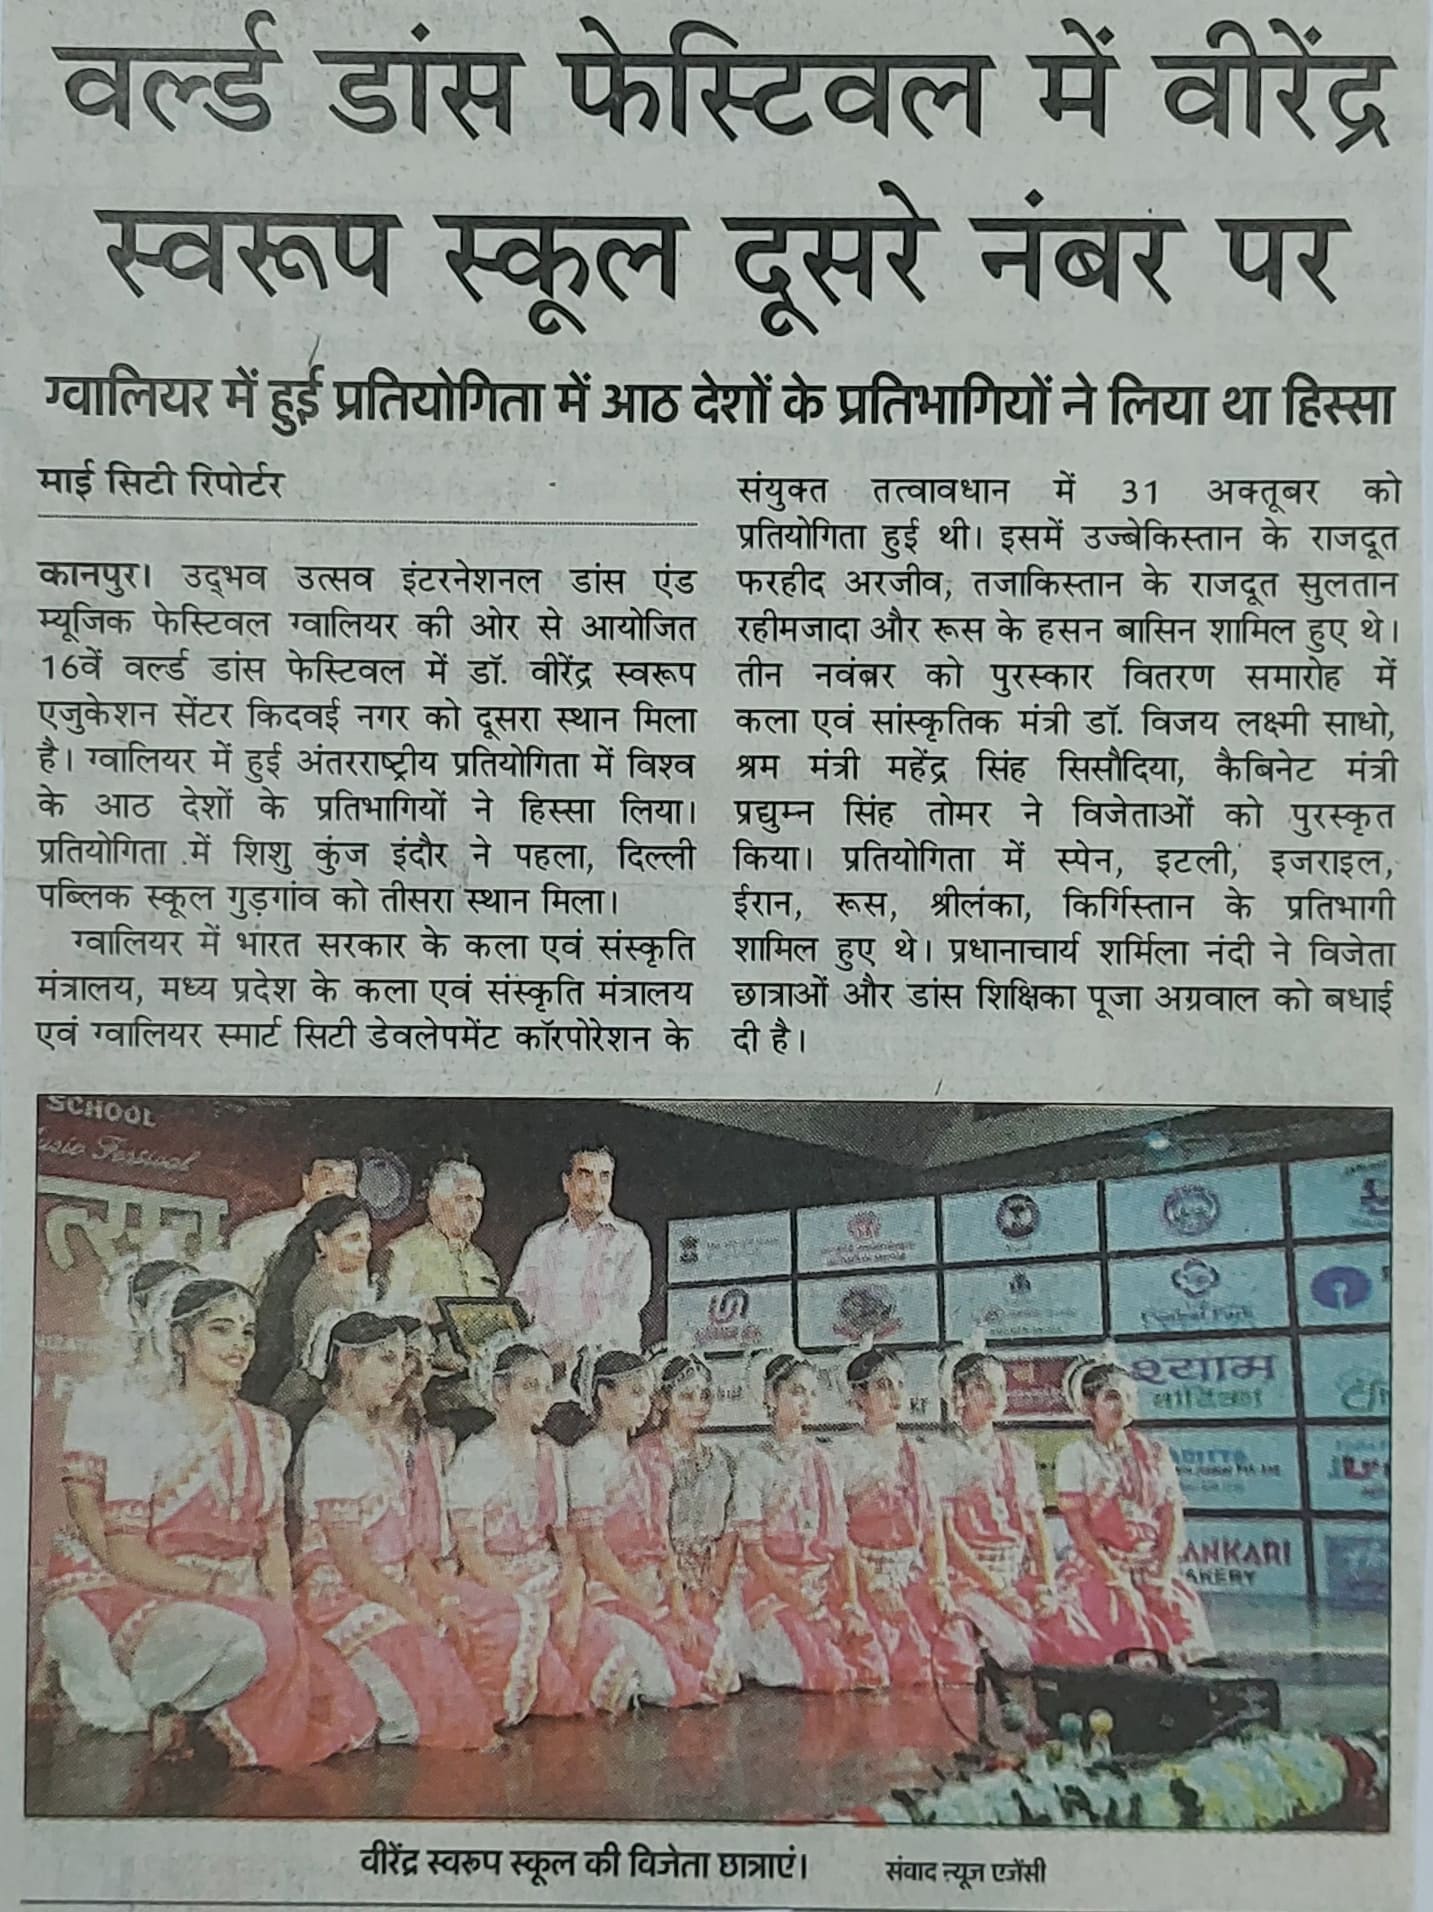 वर्ल्ड डांस फेस्टिवल में वीरेंद्र
स्वरूप स्कूल दूसरे नंबर पर
ग्वालियर में हुई प्रतियोगिता में आठ देशों के प्रतिभागियों ने लिया था हिस्सा
माई सिटी रिपोर्टर
कानपुर। उद्‌भव उत्सव इंटरनेशनल डांस एंड
म्यूजिक फेस्टिवल ग्वालियर की ओर से आयोजित
16वें वर्ल्ड डांस फेस्टिवल में डॉ. वीरेंद्र स्वरूप
एजुकेशन सेंटर किदवई नगर को दूसरा स्थान मिला
है। ग्वालियर में हुई अंतरराष्ट्रीय प्रतियोगिता में विश्व
के आठ देशों के प्रतिभागियों ने हिस्सा लिया।
प्रतियोगिता में शिशु कुंज इंदौर ने पहला, दिल्ली
पब्लिक स्कूल गुड़गांव को तीसरा स्थान मिला।
ग्वालियर में भारत सरकार के कला एवं संस्कृति
मंत्रालय, मध्य प्रदेश के कला एवं संस्कृति मंत्रालय
एवं ग्वालियर स्मार्ट सिटी डेवलेपमेंट कॉरपोरेशन के
संयुक्त तत्वावधान में 31 अक्तूबर को
प्रतियोगिता हुई थी। इसमें उज्बेकिस्तान के राजदूत
फरहीद अरजीव, तजाकिस्तान के राजदूत सुलतान
रहीमजादा और रूस के हसन बासिन शामिल हुए थे।
तीन नवंबर को पुरस्कार वितरण समारोह में
कला एवं सांस्कृतिक मंत्री डॉ. विजय लक्ष्मी साधो,
श्रम मंत्री महेंद्र सिंह सिसौदिया, कैबिनेट मंत्री
प्रद्युम्न सिंह तोमर ने विजेताओं को पुरस्कृत
किया। प्रतियोगिता में स्पेन, इटली, इजराइल,
ईरान, रूस, श्रीलंका, किर्गिस्तान के प्रतिभागी
शामिल हुए थे। प्रधानाचार्य शर्मिला नंदी ने विजेता
छात्राओं और डांस शिक्षिका पूजा अग्रवाल को बधाई
दी है।
SCHOOL
त्सव
श्याम
ANKARI
वीरेंद्र स्वरूप स्कूल की विजेता छात्राएं।
संवाद न्यूज एजेंसी